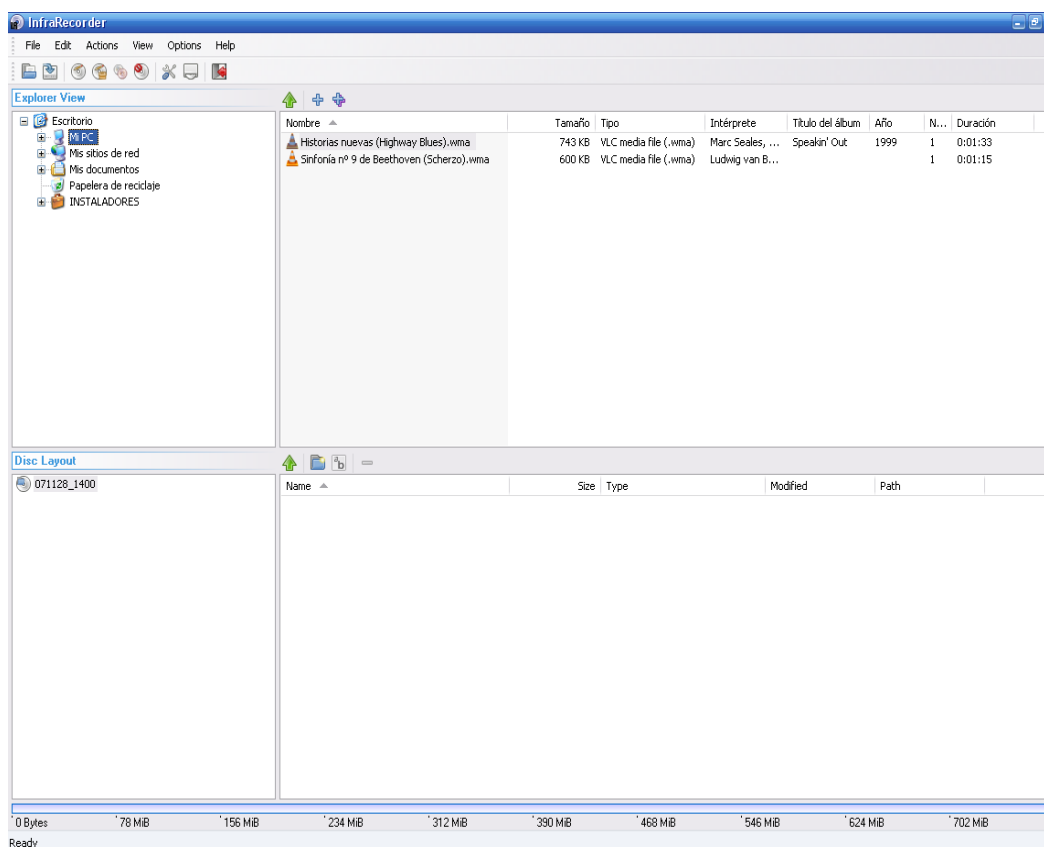 InfraRecorder
File Edit Actions View Options Help
Explorer View
Escritorio
Mi PC
Mis sitios de red
Mis documentos
Papelera de reciclaje
INSTALADORES
Nombre Tamaño Tipo Intérprete Título del álbum Año N... Duración
Historias nuevas (Highway Blues).wma 743 KB VLC media file (.wma) Marc Seales, ... Speakin' Out 1999 1 0:01:33
Sinfonía nº 9 de Beethoven (Scherzo).wma 600 KB VLC media file (.wma) Ludwig van B... 1 0:01:15
Disc Layout
071128_1400
Name Size Type Modified Path
0 Bytes 78 MiB 156 MiB 234 MiB 312 MiB 390 MiB 468 MiB 546 MiB 624 MiB 702 MiB
Ready